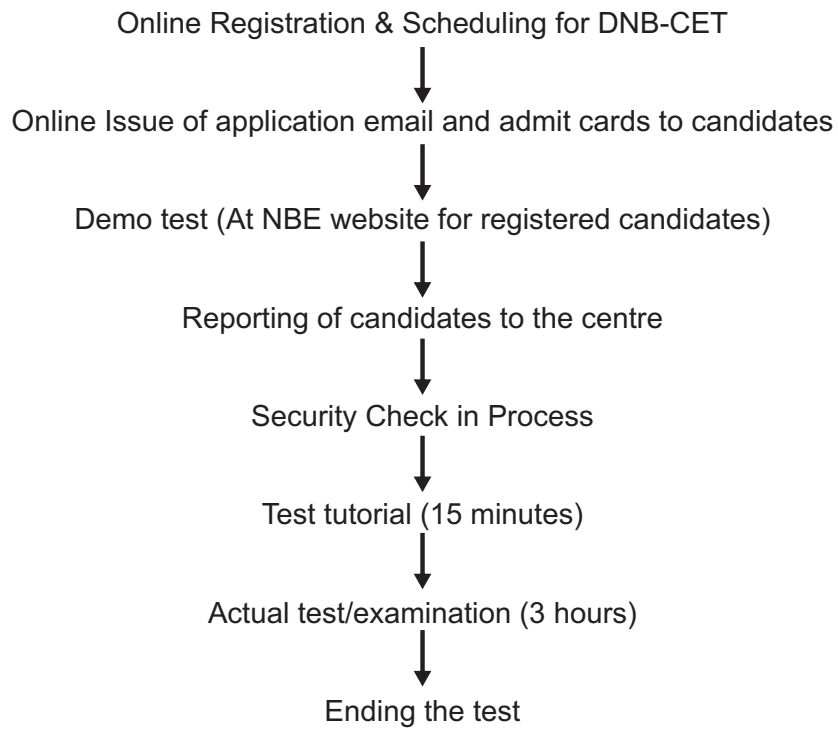 Online Registration & Scheduling for DNB-CET
Online Issue of application email and admit cards to candidates
Demo test (At NBE website for registered candidates)
Reporting of candidates to the centre
Security Check in Process
Test tutorial (15 minutes)
Actual test/examination (3 hours)
Ending the test